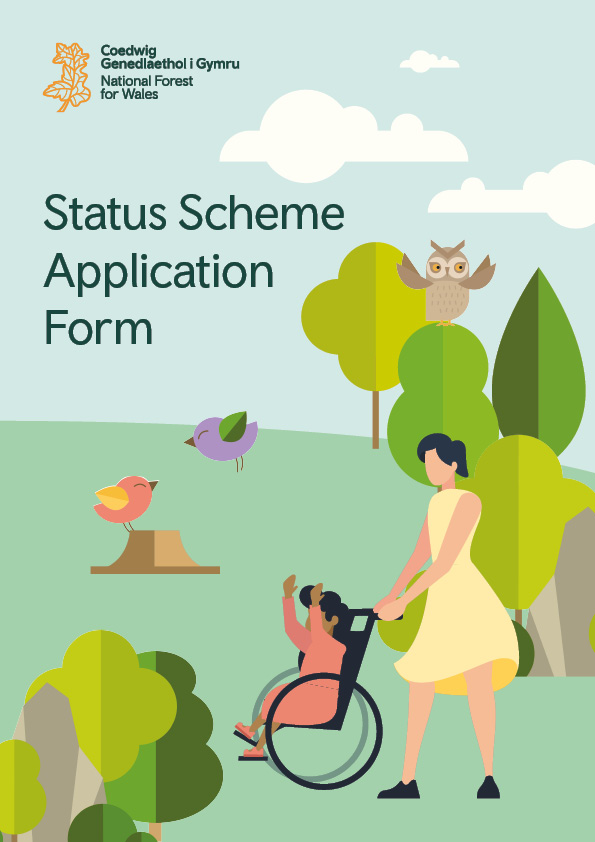 Coedwig
Genedlaethol i Gymru
National Forest
for Wales
Status Scheme
Application
Form